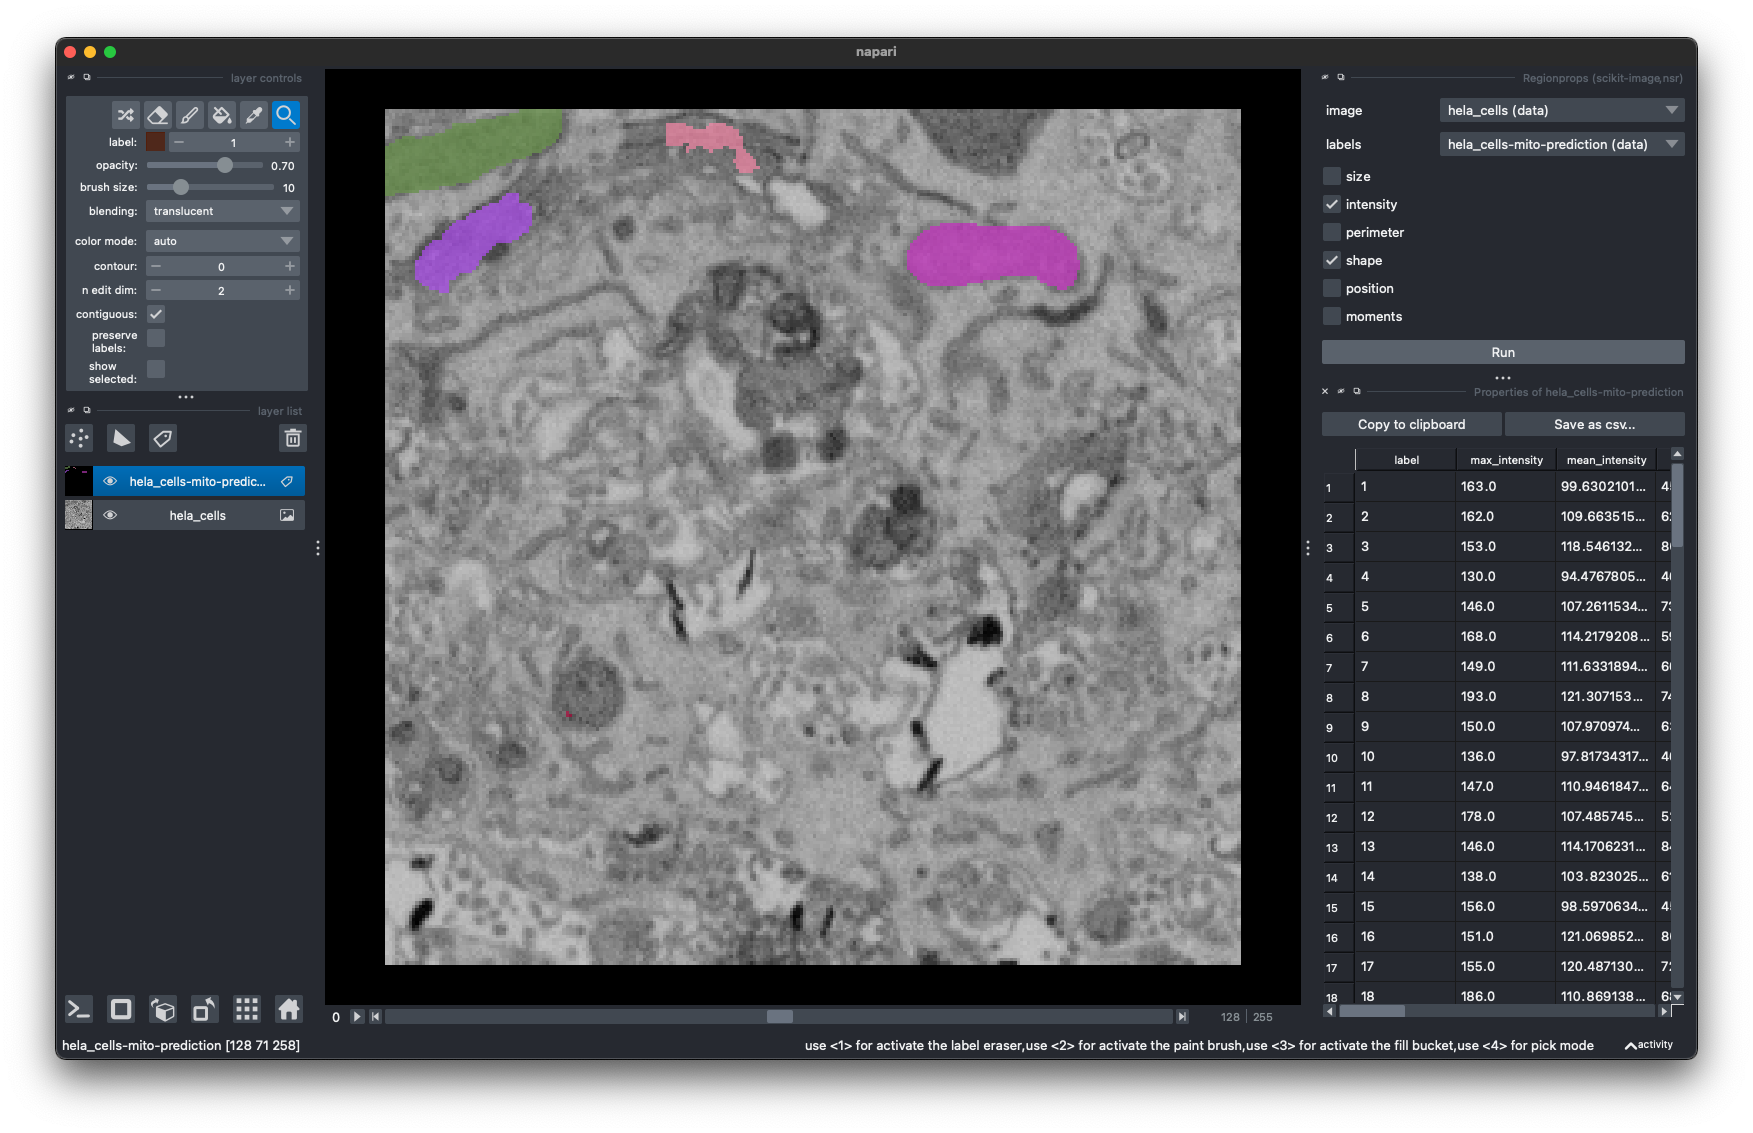 napari
layer controls
label: 1
opacity: 0.70
brush size: 10
blending: translucent
color mode: auto
contour: 0
n edit dim: 2
contiguous:
preserve
labels:
show
selected:
layer list
hela_cells-mito-predic...
hela_cells
0
128 | 255
hela_cells-mito-prediction [128 71 258]
use <1> for activate the label eraser,use <2> for activate the paint brush,use <3> for activate the fill bucket,use <4> for pick mode
activity
Regionprops (scikit-image,nsr)
image hela_cells (data)
labels hela_cells-mito-prediction (data)
size
intensity
perimeter
shape
position
moments
Run
Properties of hela_cells-mito-prediction
Copy to clipboard Save as csv...
label max_intensity mean_intensity
1 1 163.0 99.6302101...
2 2 162.0 109.663515...
3 3 153.0 118.546132...
4 4 130.0 94.4767805...
5 5 146.0 107.2611534...
6 6 168.0 114.2179208...
7 7 149.0 111.6331894...
8 8 193.0 121.307153...
9 9 150.0 107.970974...
10 10 136.0 97.81734317...
11 11 147.0 110.9461847...
12 12 178.0 107.485745...
13 13 146.0 114.1706231...
14 14 138.0 103.823025...
15 15 156.0 98.5970634...
16 16 151.0 121.069852...
17 17 155.0 120.487130...
18 18 186.0 110.869138...